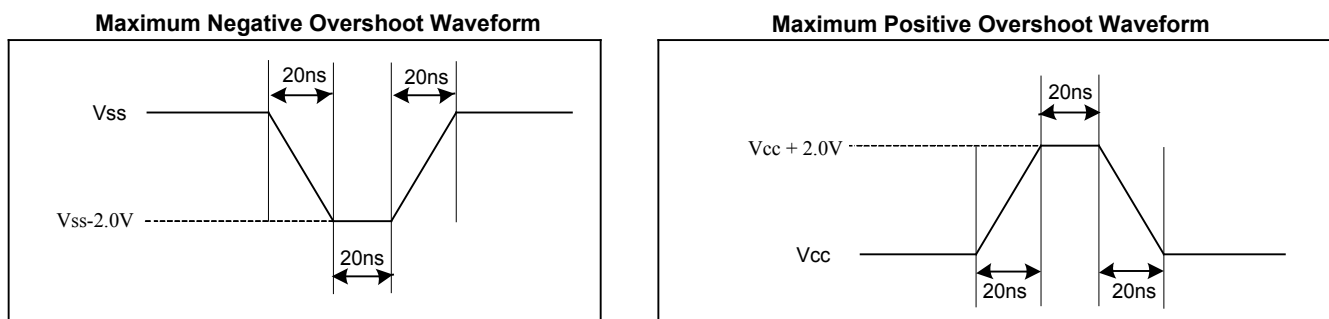 Maximum Negative Overshoot Waveform
20ns
20ns
Vss
Vss-2.0V
20ns
Maximum Positive Overshoot Waveform
20ns
Vcc + 2.0V
Vcc
20ns
20ns